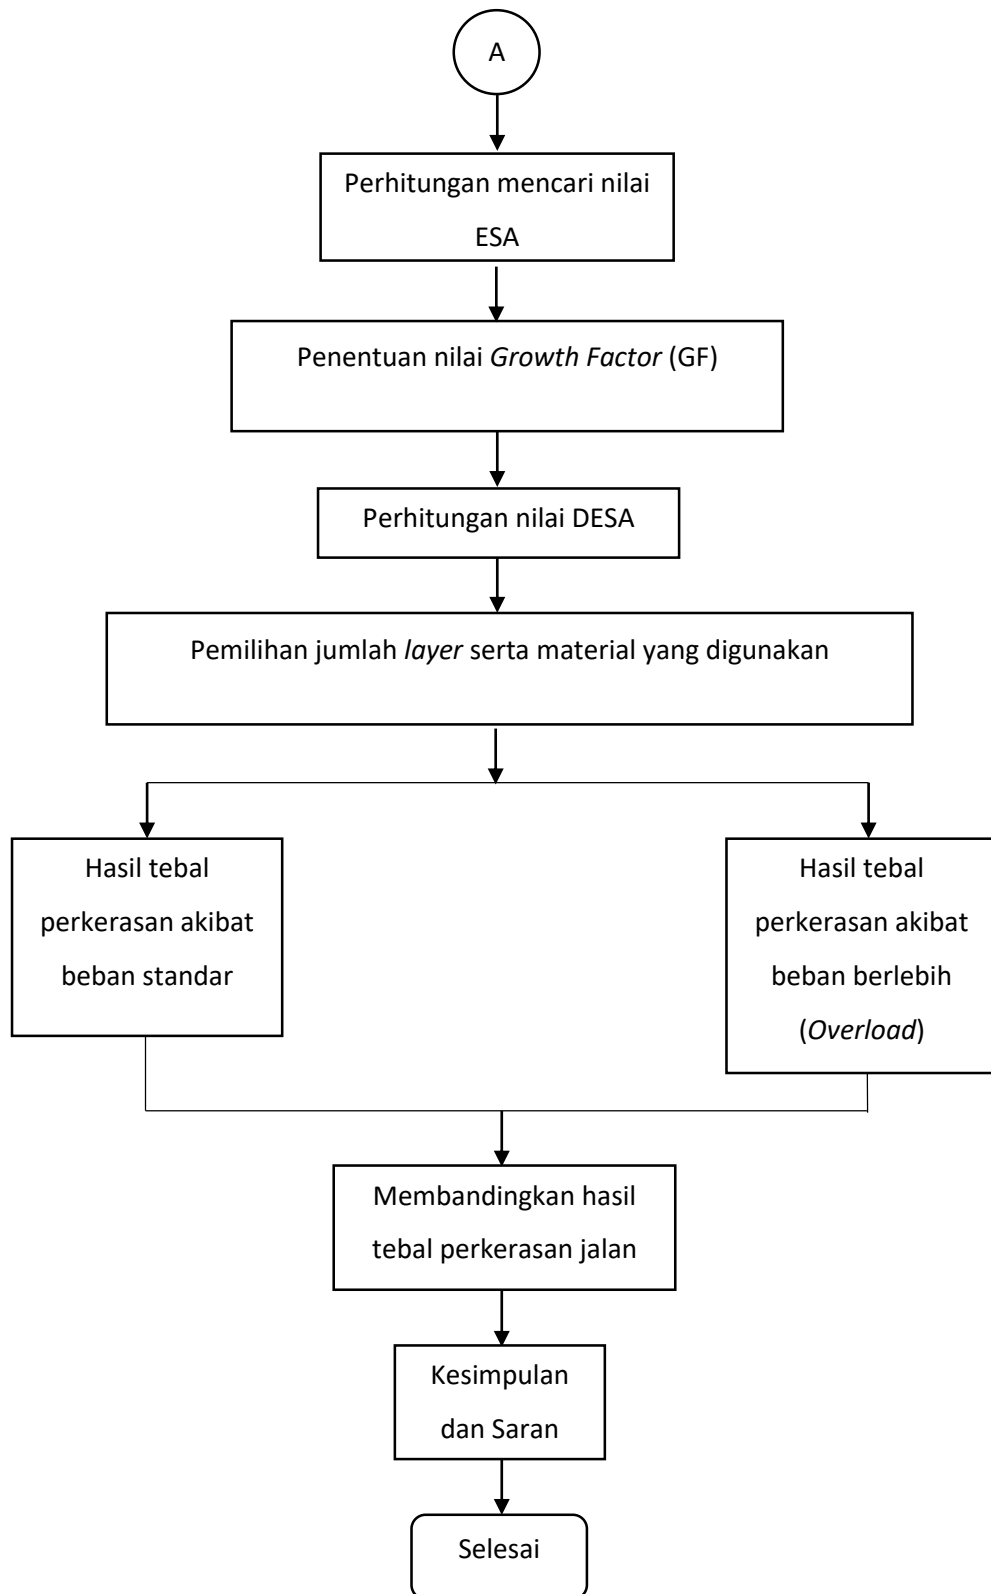 A
Perhitungan mencari nilai
ESA
Penentuan nilai Growth Factor (GF)
Perhitungan nilai DESA
Pemilihan jumlah layer serta material yang digunakan
Hasil tebal
perkerasan akibat
beban standar
Hasil tebal
perkerasan akibat
beban berlebih
(Overload)
Membandingkan hasil
tebal perkerasan jalan
Kesimpulan
dan Saran
Selesai